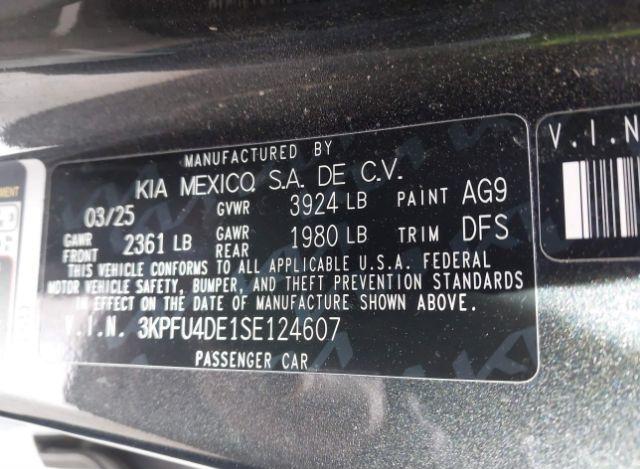 MANUFACTURED BY
KIA MEXICO, S.A. DE C.V.
03/25 GVWR 3924 LB PAINT AG9
GAWR FRONT 2361 LB GAWR REAR 1980 LB TRIM DFS
THIS VEHICLE CONFORMS TO ALL APPLICABLE U.S.A. FEDERAL
MOTOR VEHICLE SAFETY, BUMPER, AND THEFT PREVENTION STANDARDS
IN EFFECT ON THE DATE OF MANUFACTURE SHOWN ABOVE.
V.I.N. 3KPFU4DE1SE124607
PASSENGER CAR
V.I.N